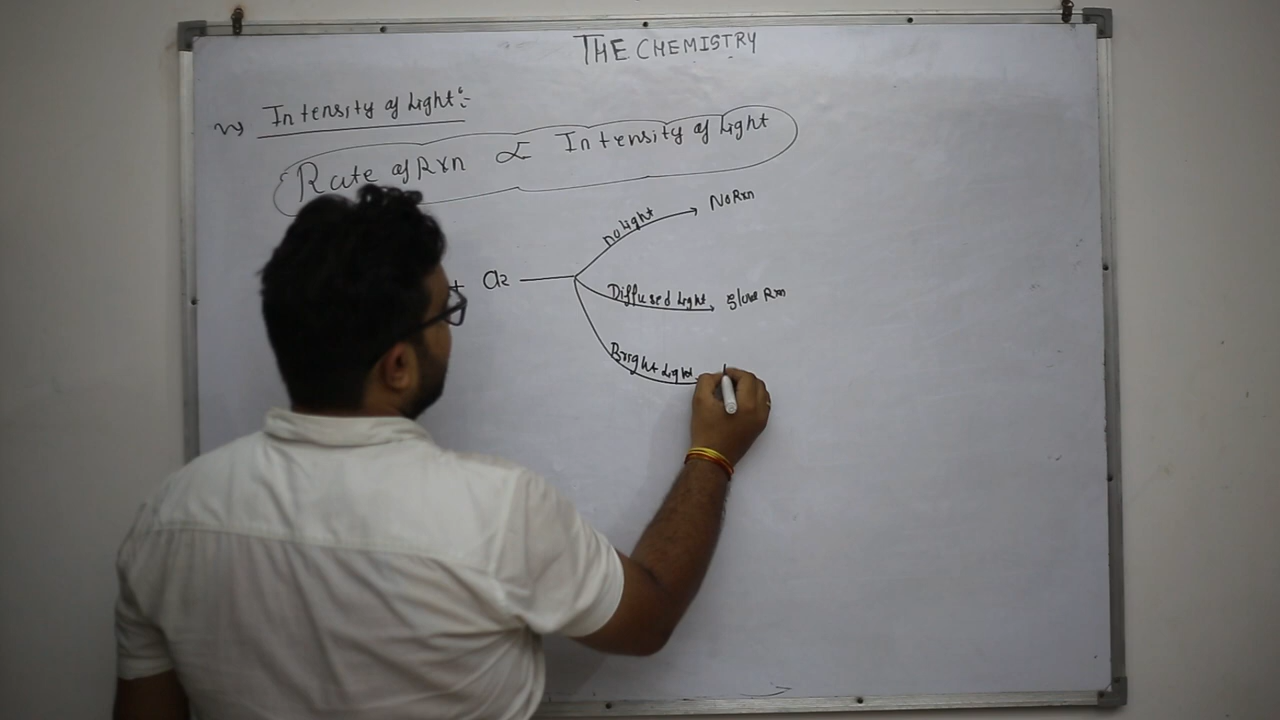 THE CHEMISTRY
Intensity of Light :-
Rate of Rxn ∝ Intensity of Light
no Light No Rxn
+ Cl2
Diffused Light slow Rxn
Bright Light